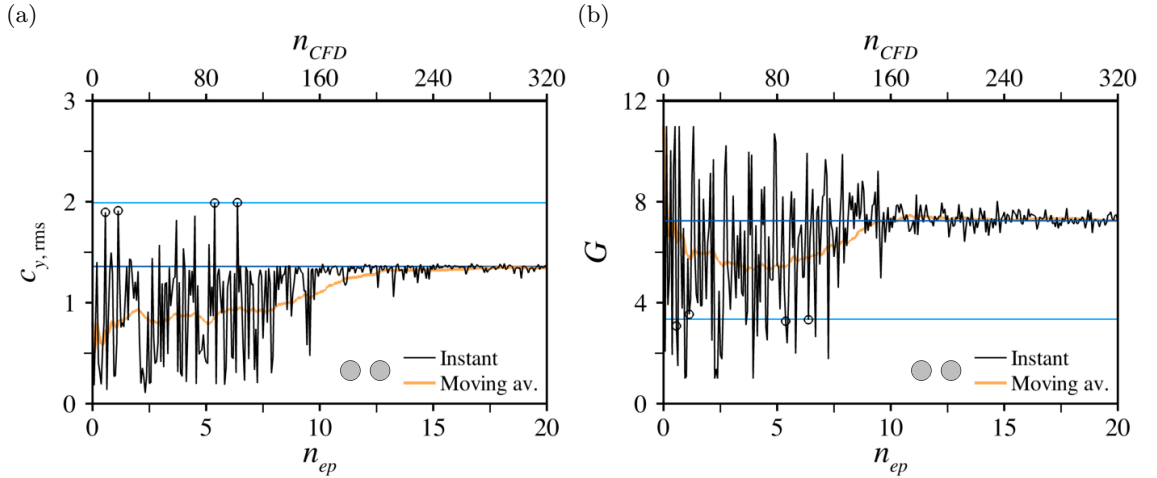 (a)
n_CFD
0 80 160 240 320
3
2
1
0
c_y,rms
Instant
Moving av.
0 5 10 15 20
n_ep
(b)
n_CFD
0 80 160 240 320
12
8
4
0
G
Instant
Moving av.
0 5 10 15 20
n_ep